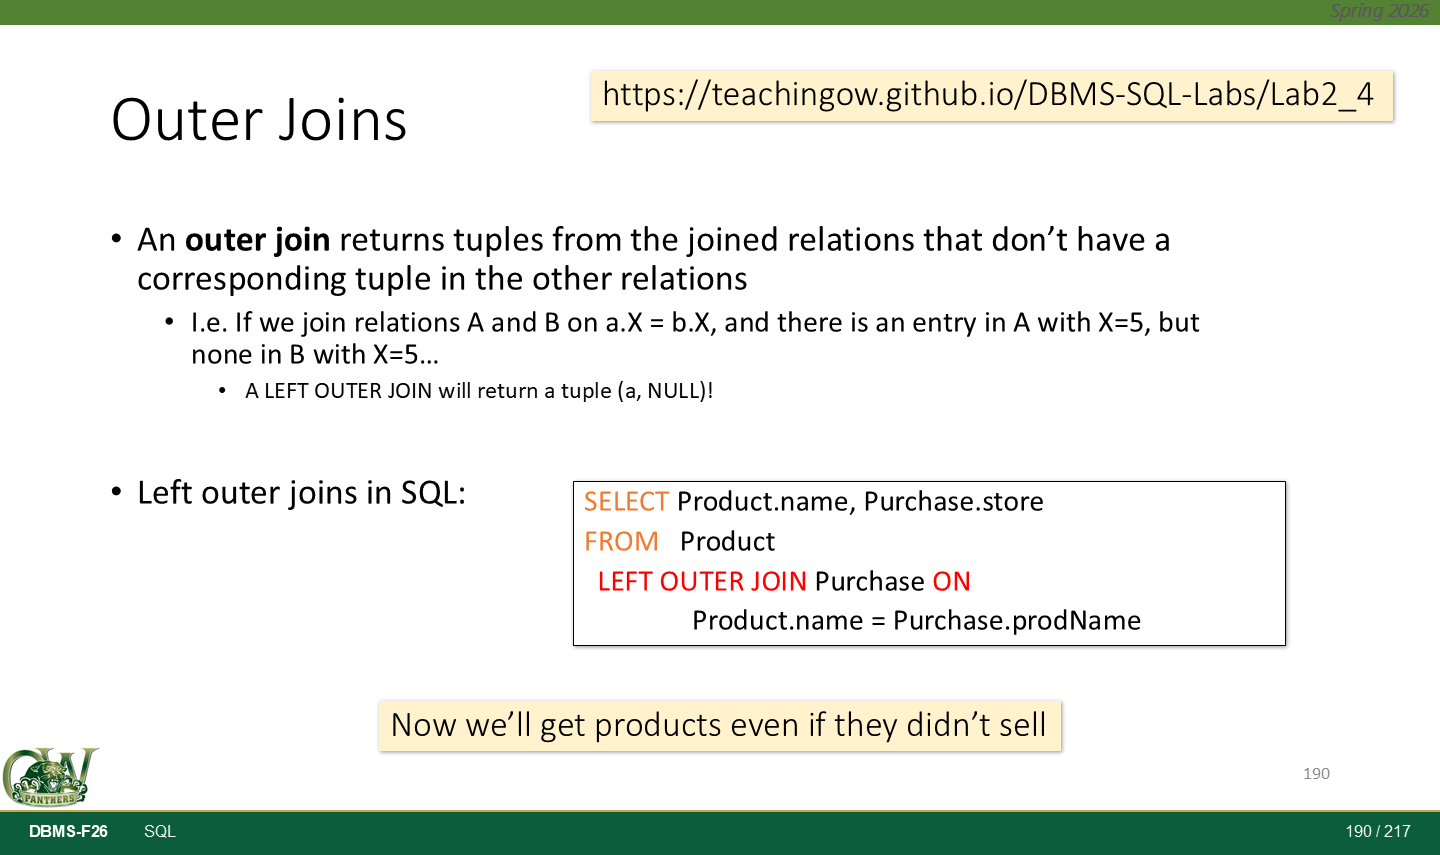 Spring 2026
Outer Joins
https://teachingow.github.io/DBMS-SQL-Labs/Lab2_4
• An outer join returns tuples from the joined relations that don’t have a
corresponding tuple in the other relations
• I.e. If we join relations A and B on a.X = b.X, and there is an entry in A with X=5, but
none in B with X=5…
• A LEFT OUTER JOIN will return a tuple (a, NULL)!
• Left outer joins in SQL:
SELECT Product.name, Purchase.store
FROM Product
LEFT OUTER JOIN Purchase ON
Product.name = Purchase.prodName
Now we’ll get products even if they didn’t sell
OW
PANTHERS
190
DBMS-F26 SQL 190 / 217